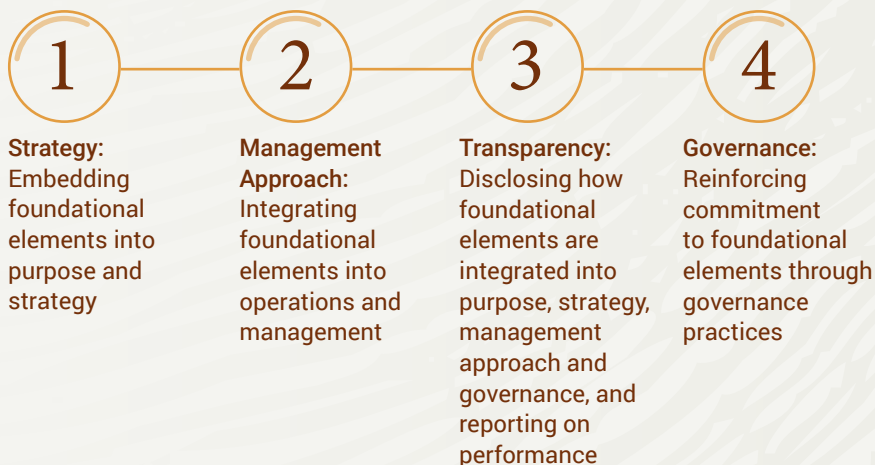 1
Strategy:
Embedding
foundational
elements into
purpose and
strategy
2
Management
Approach:
Integrating
foundational
elements into
operations and
management
3
Transparency:
Disclosing how
foundational
elements are
integrated into
purpose, strategy,
management
approach and
governance, and
reporting on
performance
4
Governance:
Reinforcing
commitment
to foundational
elements through
governance
practices